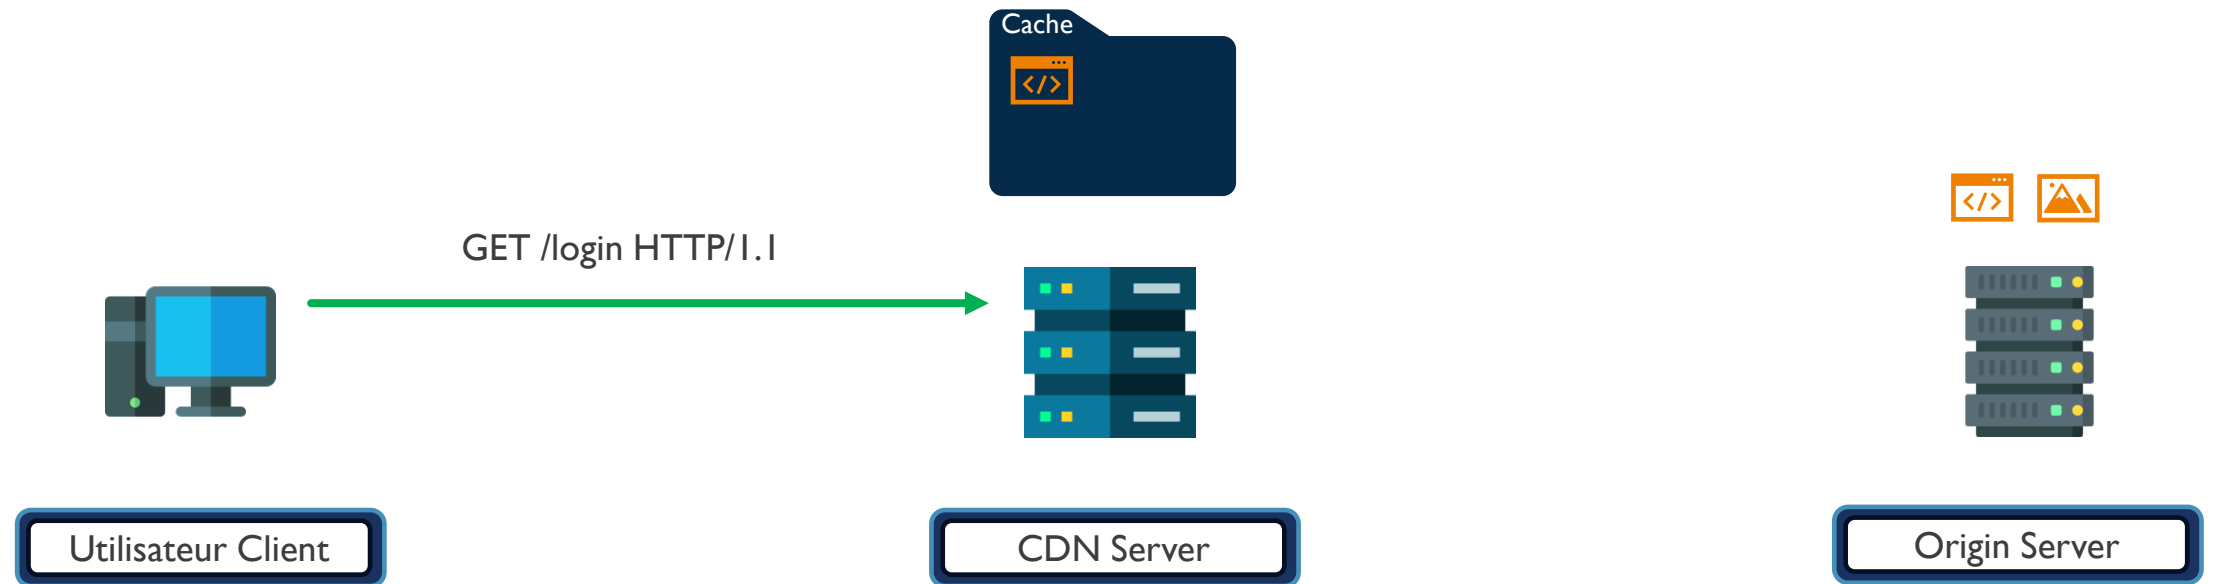 Cache
</>
</>
GET /login HTTP/1.1
Utilisateur Client
CDN Server
Origin Server